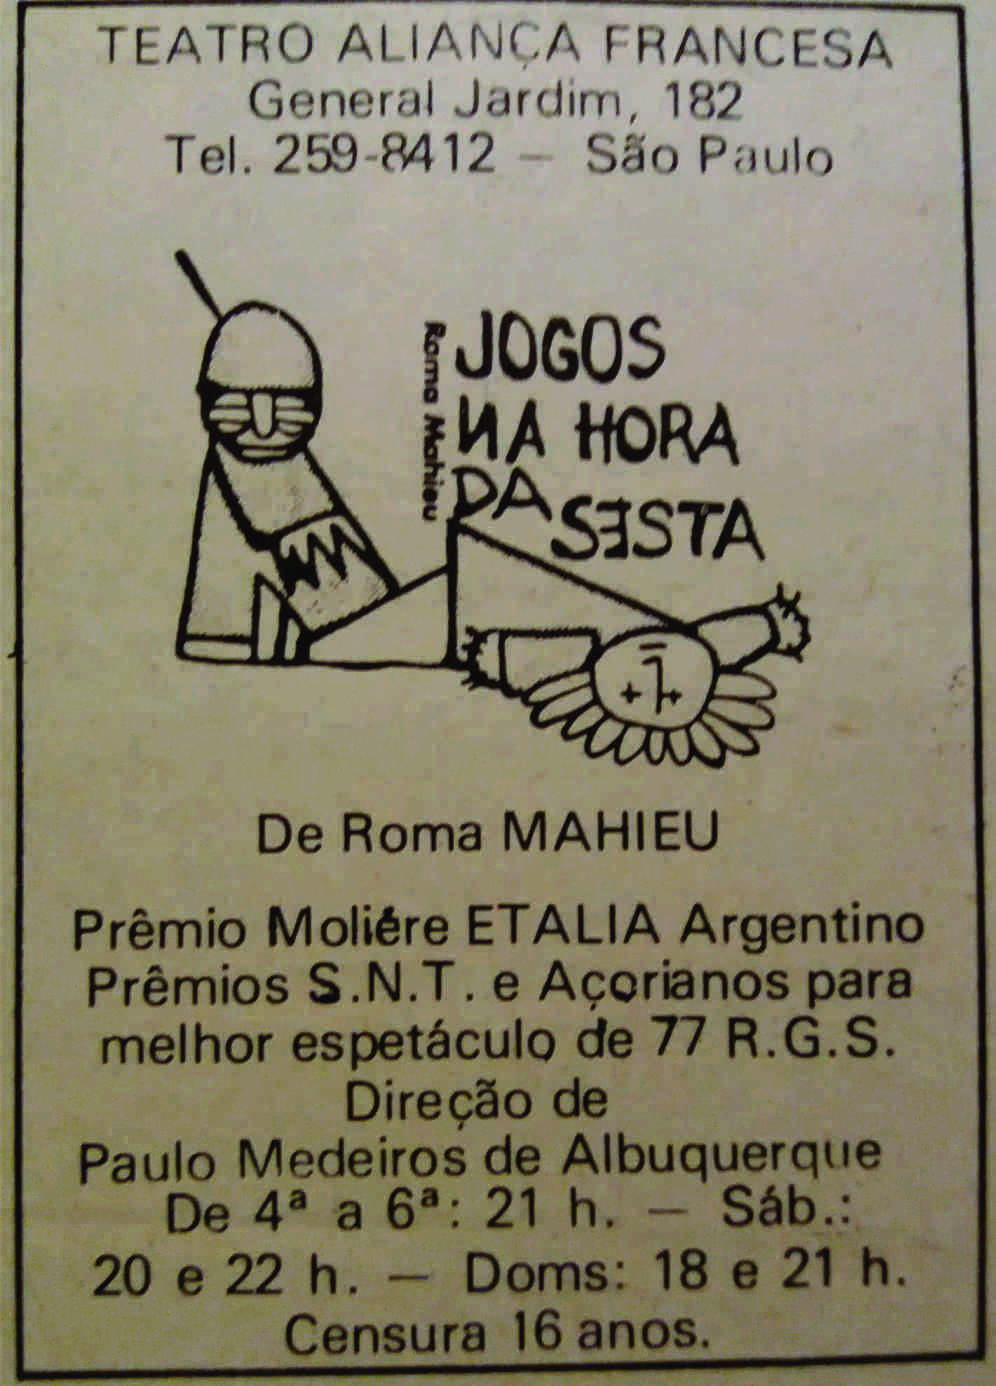 TEATRO ALIANÇA FRANCESA
General Jardim, 182
Tel. 259-8412 — São Paulo
Roma Mahieu
JOGOS
NA HORA
DA SESTA
De Roma MAHIEU
Prêmio Moliére ETALIA Argentino
Prêmios S.N.T. e Açorianos para
melhor espetáculo de 77 R.G.S.
Direção de
Paulo Medeiros de Albuquerque
De 4ª a 6ª: 21 h. — Sáb.:
20 e 22 h. — Doms: 18 e 21 h.
Censura 16 anos.